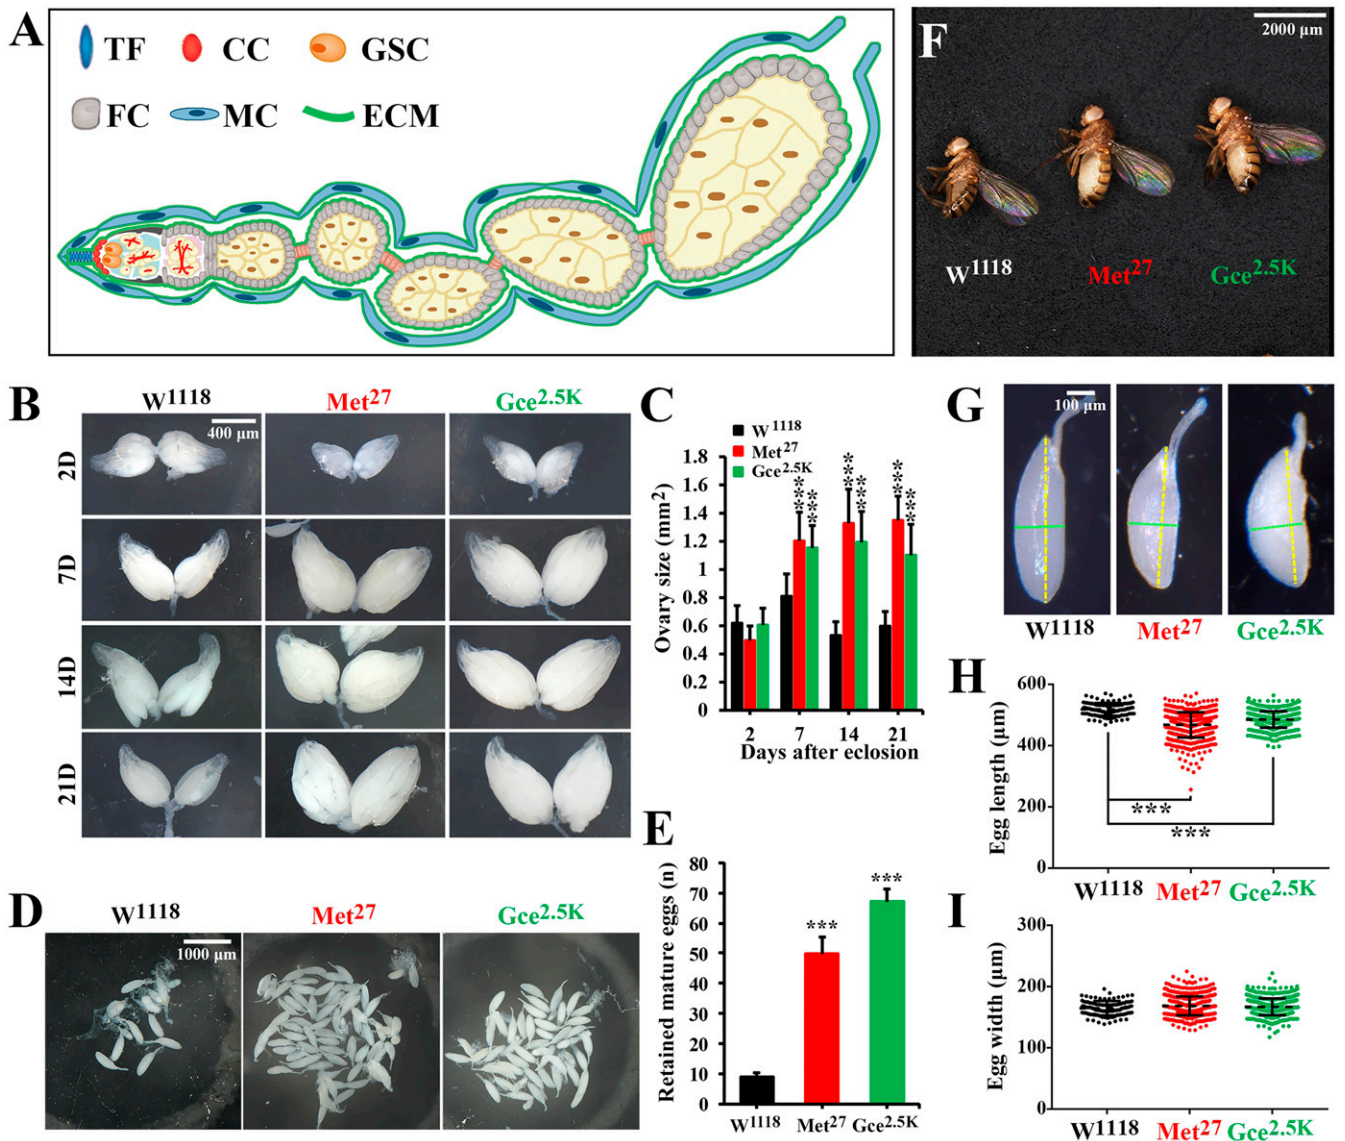 A
TF CC GSC
FC MC ECM
F
2000 µm
W1118 Met27 Gce2.5K
B
W1118 Met27 Gce2.5K
400 µm
2D
7D
14D
21D
C
W1118
Met27
Gce2.5K
Ovary size (mm2)
1.8
1.6
1.4
1.2
1
0.8
0.6
0.4
0.2
0
*** *** *** *** *** ***
2 7 14 21
Days after eclosion
D
W1118 Met27 Gce2.5K
1000 µm
E
Retained mature eggs (n)
80
70
60
50
40
30
20
10
0
***
***
W1118 Met27 Gce2.5K
G
100 µm
W1118 Met27 Gce2.5K
H
Egg length (µm)
600
400
200
0
***
***
W1118 Met27 Gce2.5K
I
Egg width (µm)
300
200
100
0
W1118 Met27 Gce2.5K